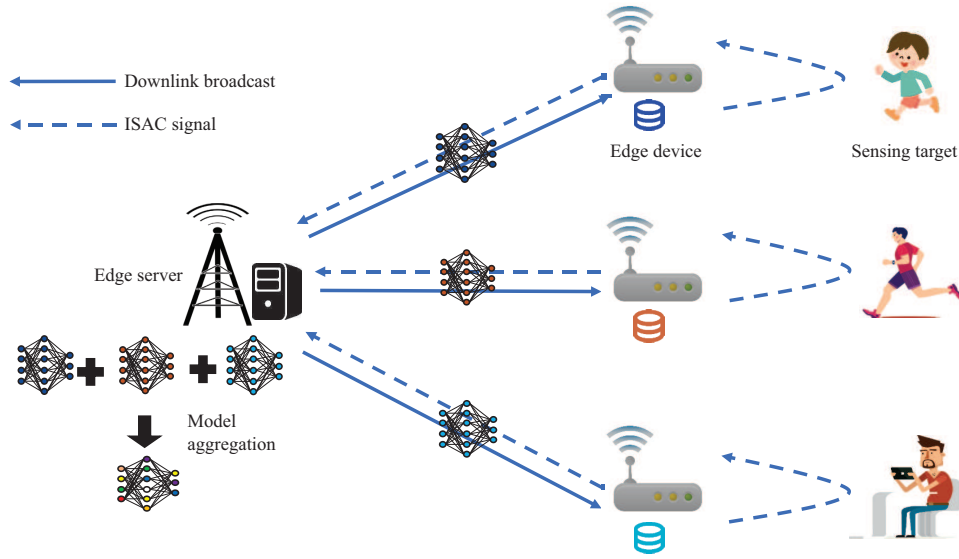 Downlink broadcast
ISAC signal
Edge device
Sensing target
Edge server
Model
aggregation